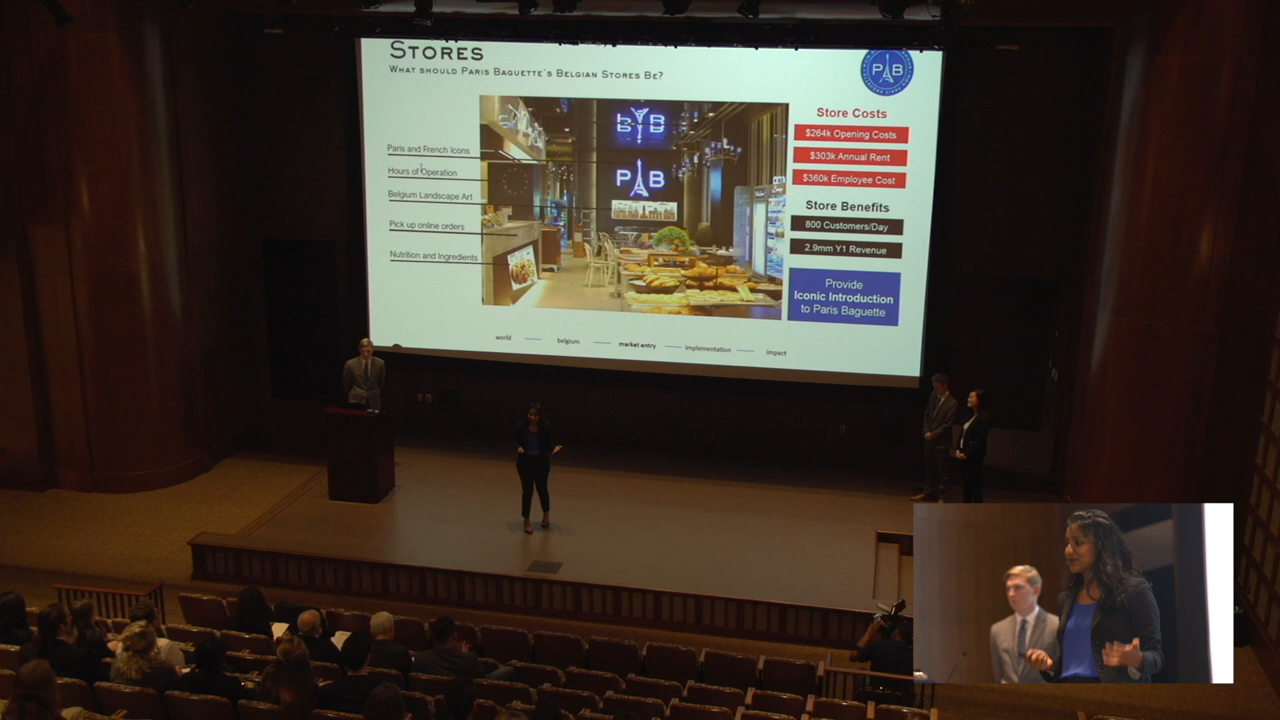 STORES
WHAT SHOULD PARIS BAGUETTE'S BELGIAN STORES BE?
PB
Paris and French Icons
Hours of Operation
Belgium Landscape Art
Pick up online orders
Nutrition and Ingredients
PB
PB
Store Costs
$264k Opening Costs
$303k Annual Rent
$360k Employee Cost
Store Benefits
800 Customers/Day
2.9mm Y1 Revenue
Provide
Iconic Introduction
to Paris Baguette
world
belgium
market entry
implementation
impact